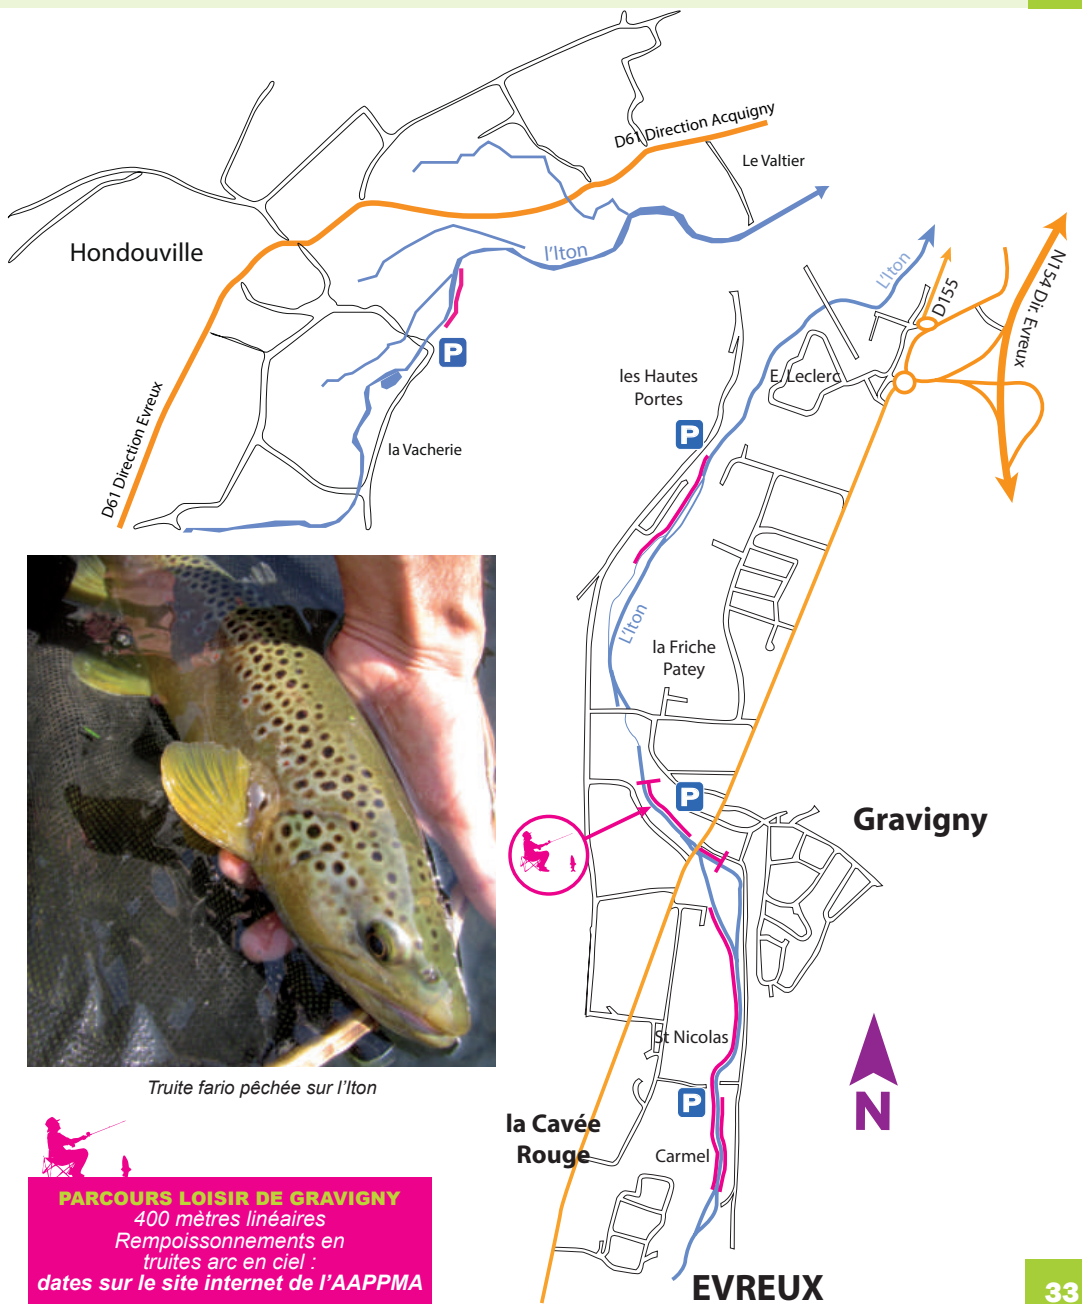 D61 Direction Acquigny
Le Valtier
Hondouville
l'Iton
L'Iton
D155
N154 Dir. Evreux
P
les Hautes
Portes
E. Leclerc
P
D61 Direction Evreux
la Vacherie
L'Iton
la Friche
Patey
P
Gravigny
St Nicolas
P
la Cavée
Rouge
Carmel
N
EVREUX
Truite fario pêchée sur l'Iton
PARCOURS LOISIR DE GRAVIGNY
400 mètres linéaires
Rempoissonnements en
truites arc en ciel :
dates sur le site internet de l'AAPPMA
33